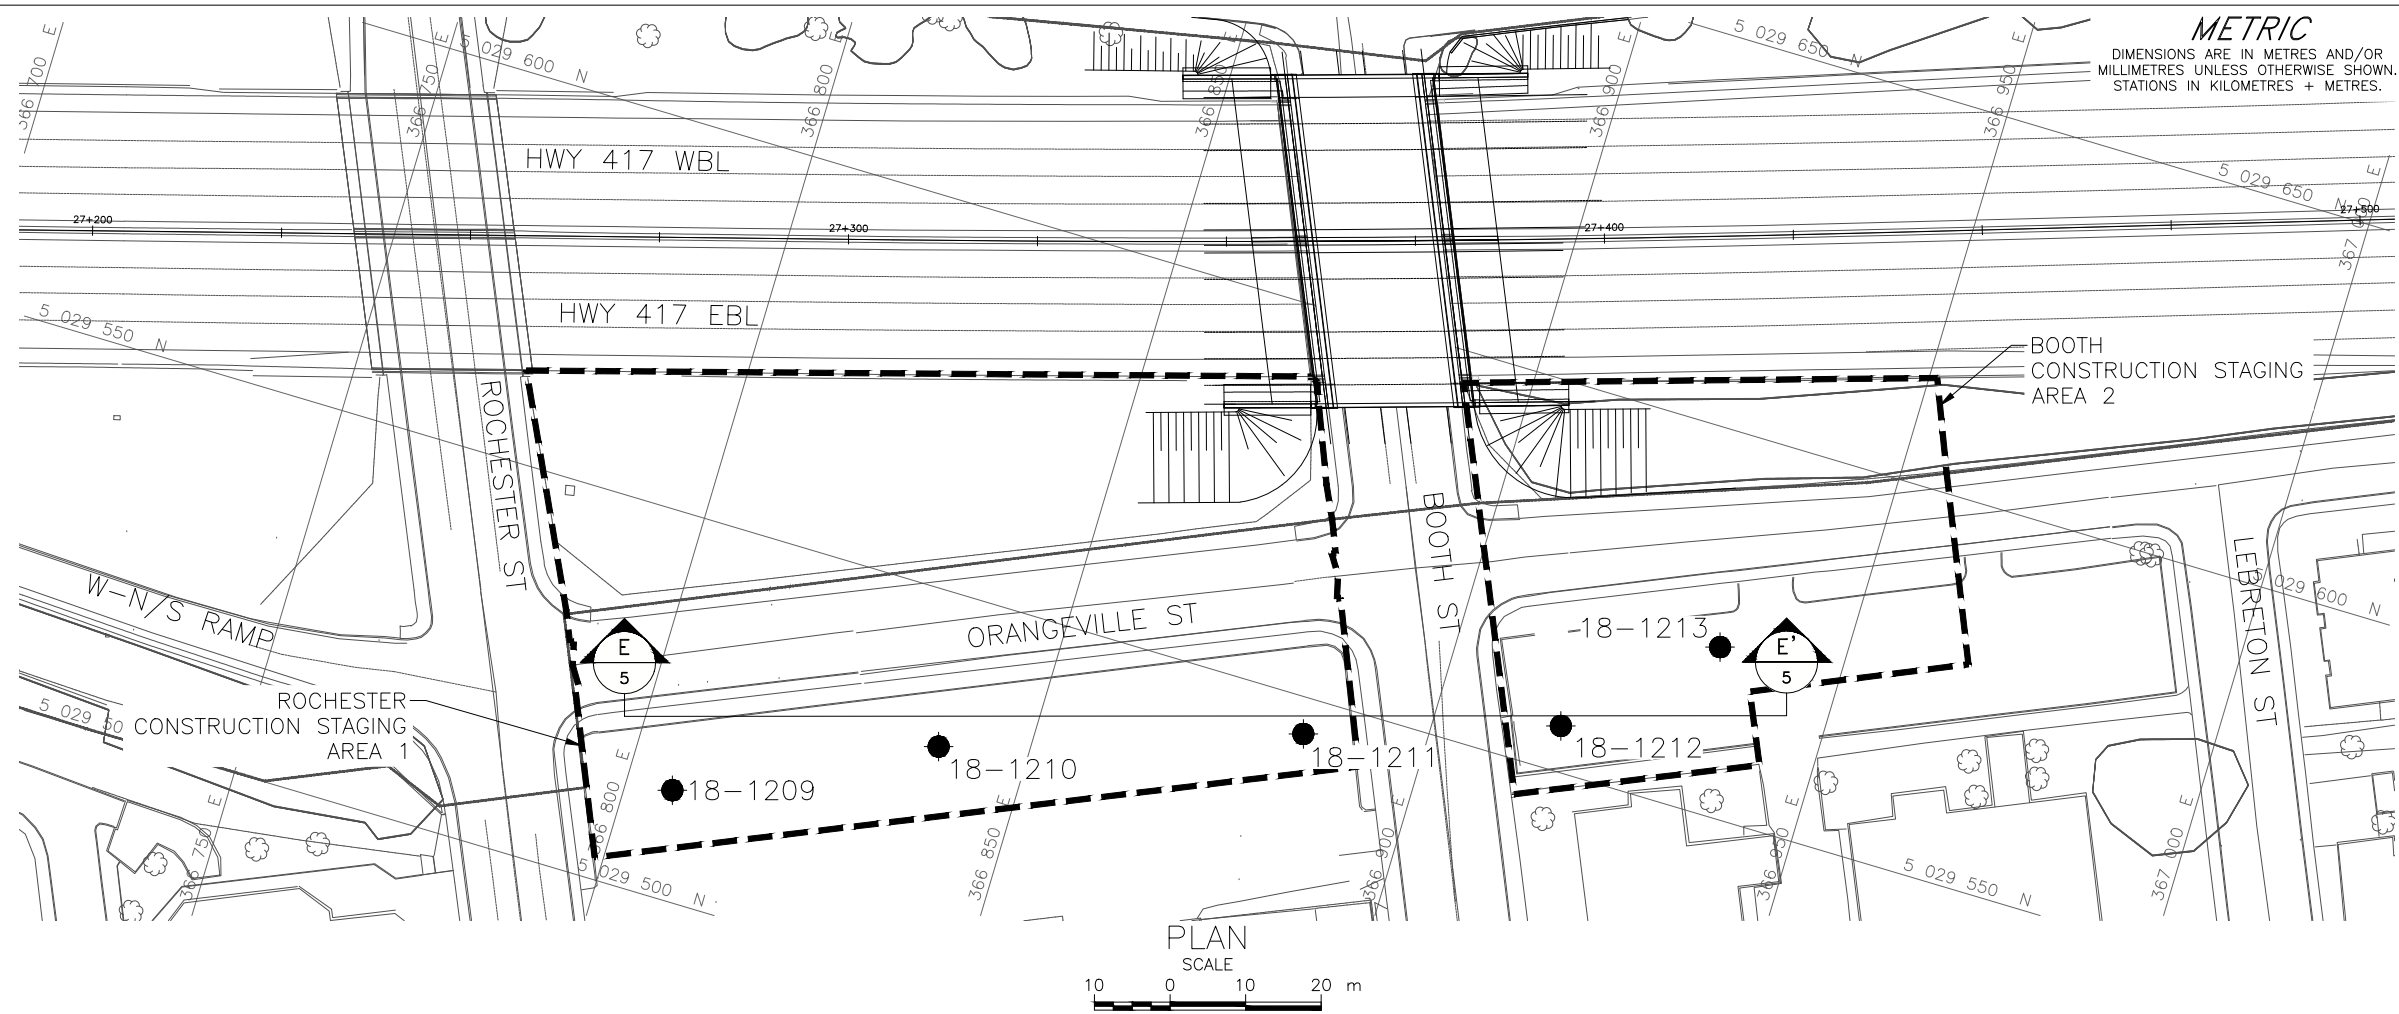 METRIC
DIMENSIONS ARE IN METRES AND/OR
MILLIMETRES UNLESS OTHERWISE SHOWN.
STATIONS IN KILOMETRES + METRES.
366 700 E
366 750 E
5 029 600 N
366 800 E
366 850 E
366 900 E
5 029 650 N
366 950 E
5 029 650 N
HWY 417 WBL
27+200
27+300
27+400
27+500
367 000 E
HWY 417 EBL
5 029 550 N
BOOTH
CONSTRUCTION STAGING
AREA 2
ROCHESTER ST
BOOTH ST
LEBRETON ST
5 029 600 N
W-N/S RAMP
ORANGEVILLE ST
E
5
E'
5
18-1213
ROCHESTER
CONSTRUCTION STAGING
AREA 1
5 029 50
18-1212
18-1211
18-1210
18-1209
366 750 E
366 800 E
366 850 E
366 900 E
366 950 E
367 000 E
5 029 500 N
5 029 550 N
PLAN
SCALE
10 0 10 20 m